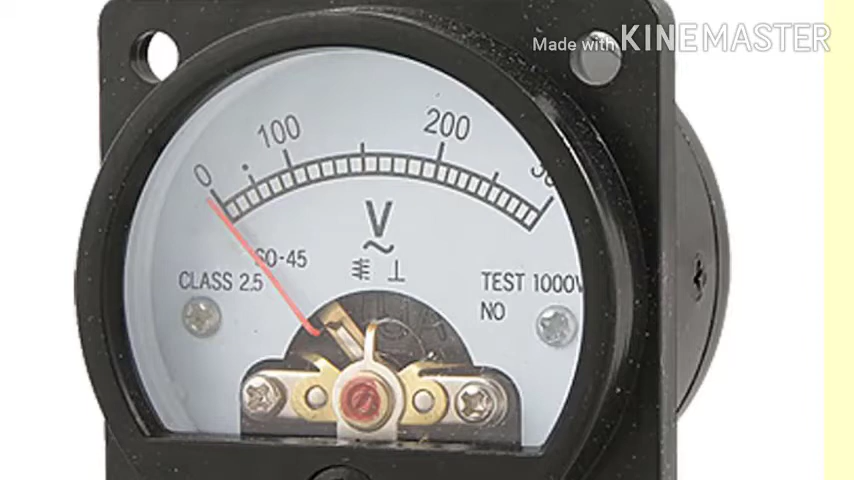 Made with KINEMASTER
0 100 200
V
~
SO-45
CLASS 2.5
TEST 1000V
NO